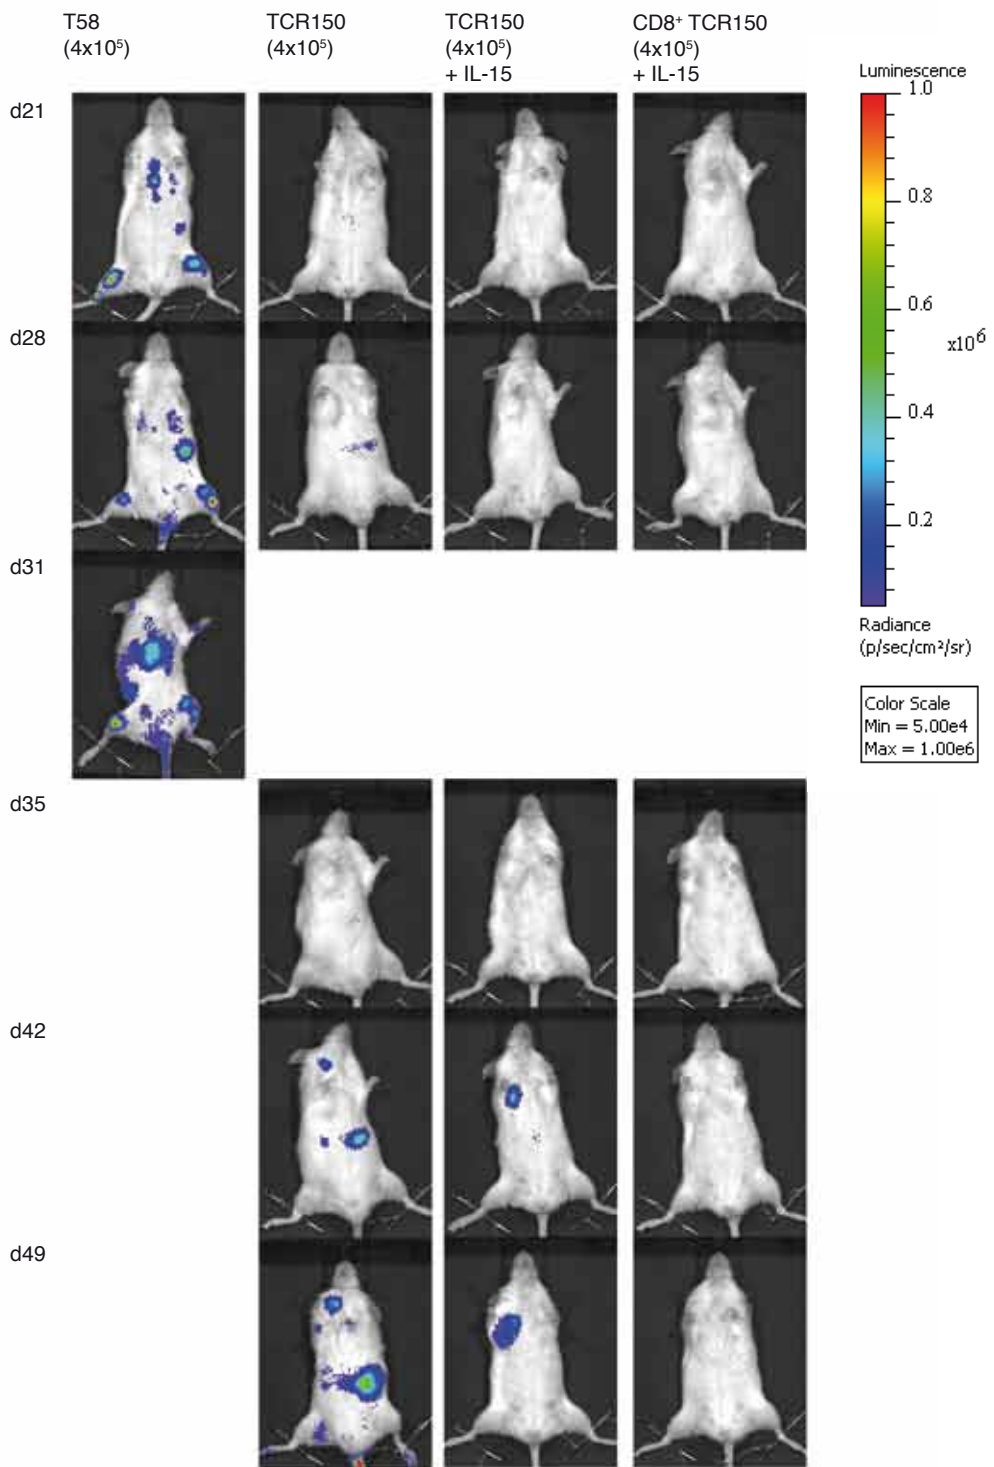 T58
(4x10⁵)
TCR150
(4x10⁵)
TCR150
(4x10⁵)
+ IL-15
CD8⁺ TCR150
(4x10⁵)
+ IL-15
d21
d28
d31
d35
d42
d49
Luminescence
1.0
0.8
0.6
x10⁶
0.4
0.2
Radiance
(p/sec/cm²/sr)
Color Scale
Min = 5.00e4
Max = 1.00e6